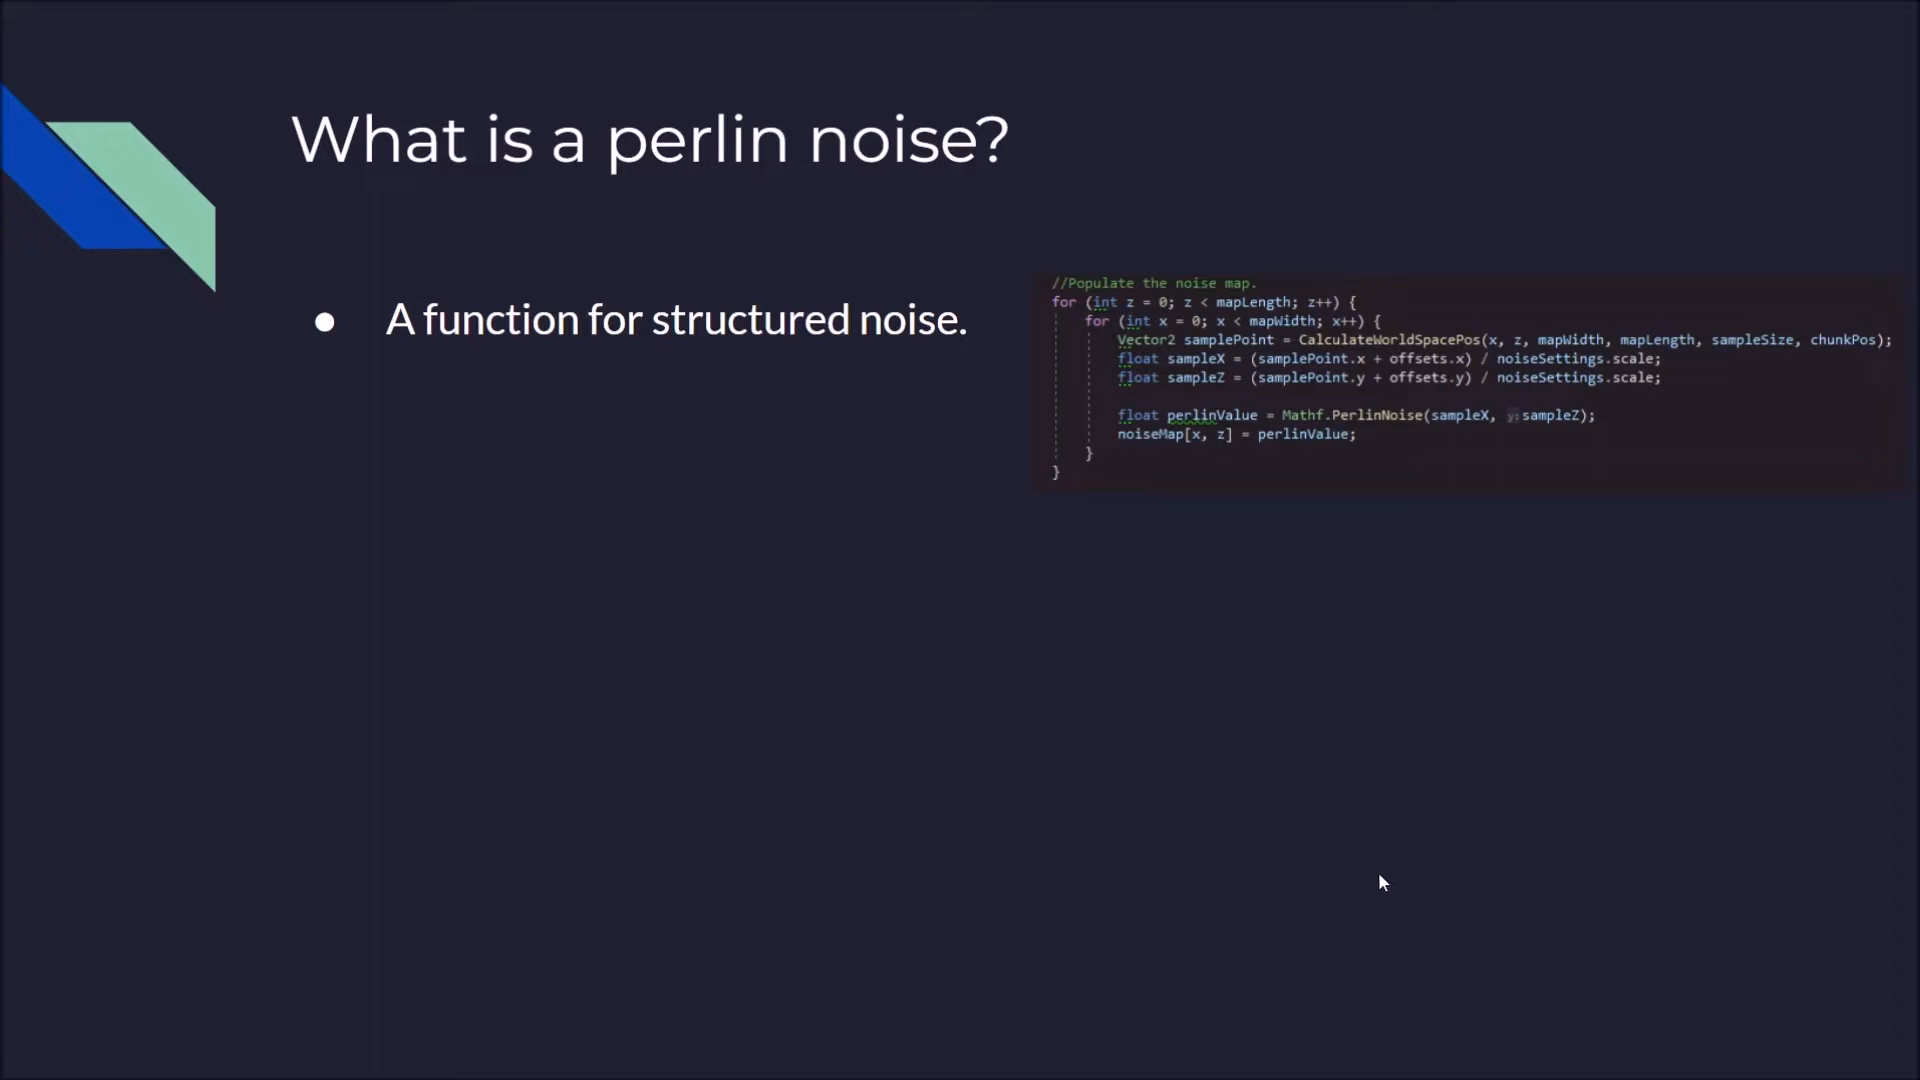 What is a perlin noise?
● A function for structured noise.
//Populate the noise map.
for (int z = 0; z < mapLength; z++) {
for (int x = 0; x < mapWidth; x++) {
Vector2 samplePoint = CalculateWorldSpacePos(x, z, mapWidth, mapLength, sampleSize, chunkPos);
float sampleX = (samplePoint.x + offsets.x) / noiseSettings.scale;
float sampleZ = (samplePoint.y + offsets.y) / noiseSettings.scale;
float perlinValue = Mathf.PerlinNoise(sampleX, y:sampleZ);
noiseMap[x, z] = perlinValue;
}
}